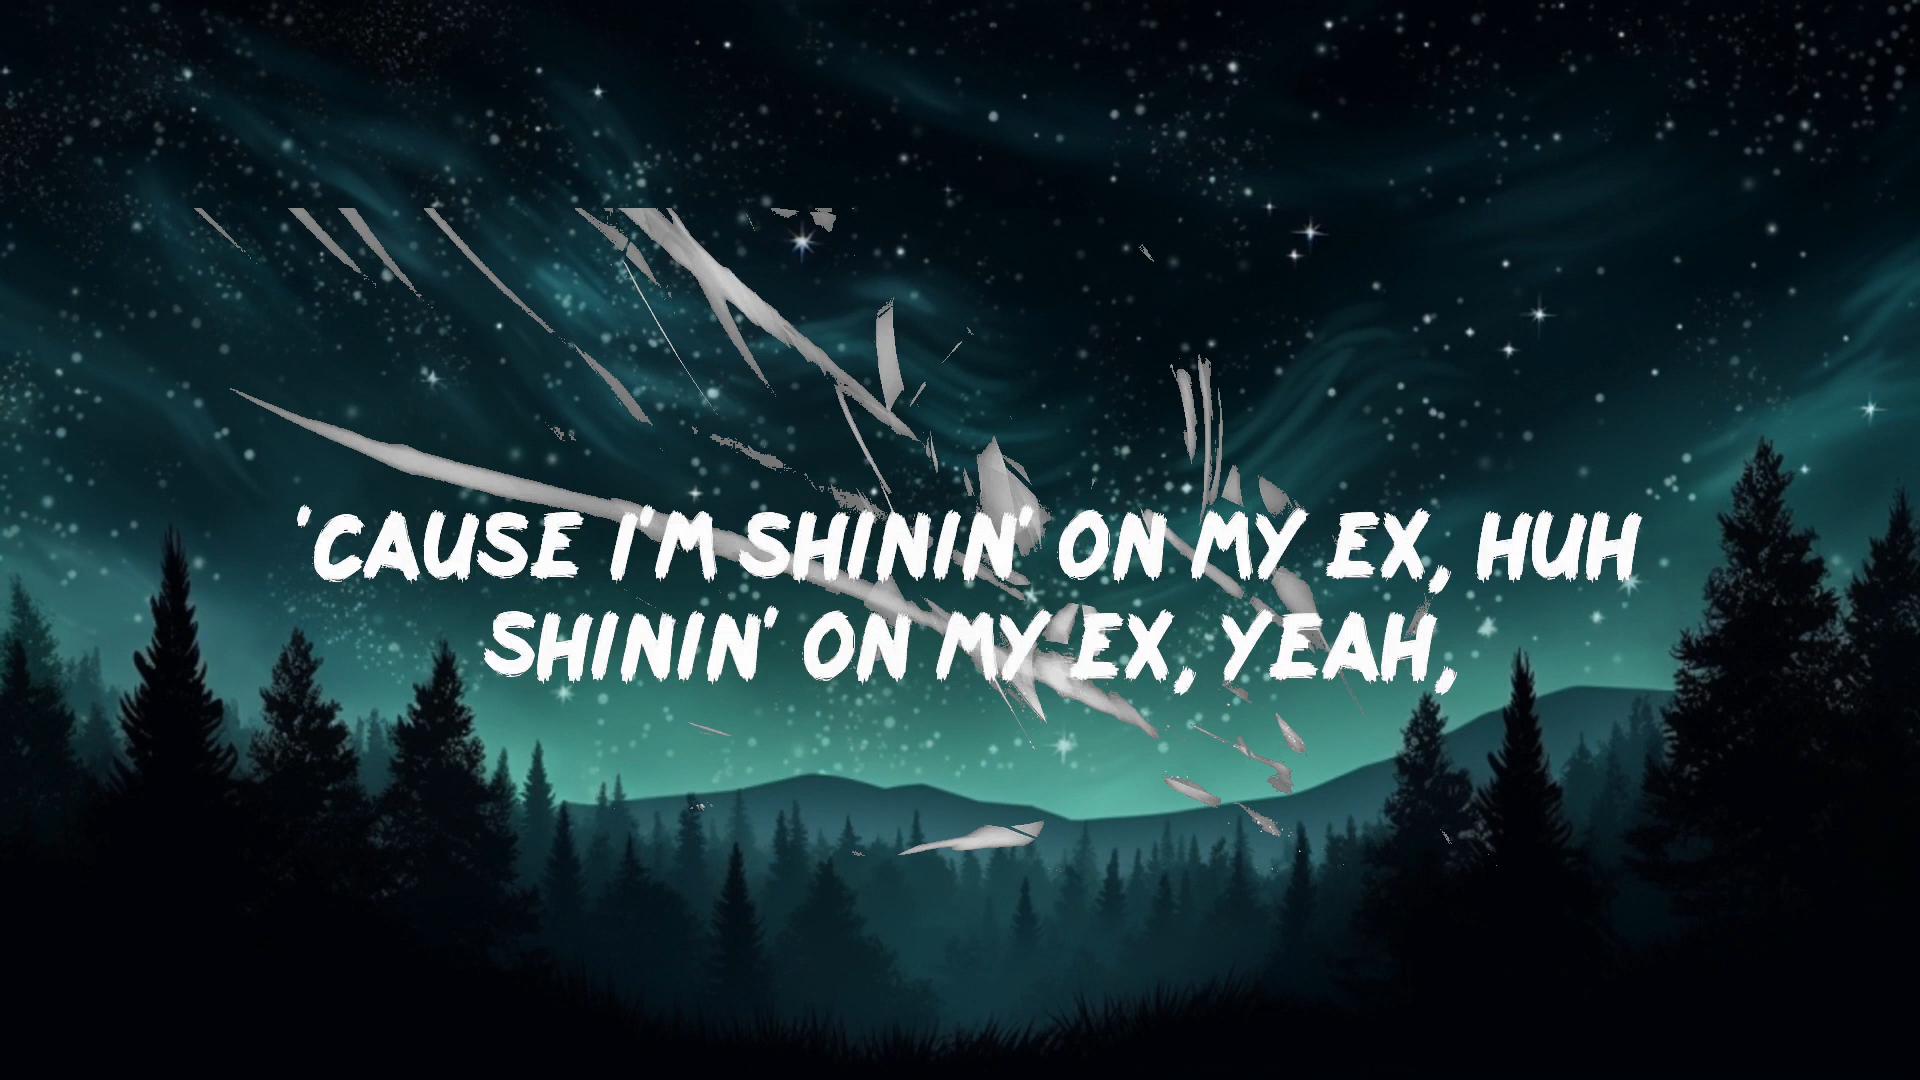 'CAUSE I'M SHININ' ON MY EX, HUH
SHININ' ON MY EX, YEAH,